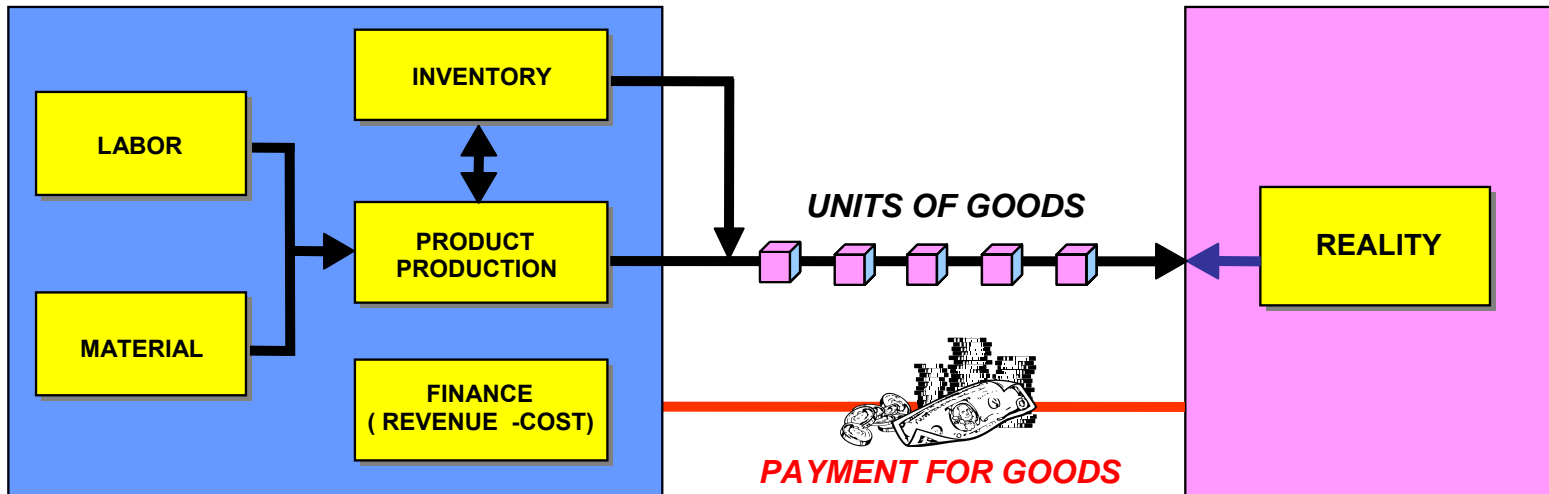 INVENTORY
LABOR
UNITS OF GOODS
PRODUCT
PRODUCTION
REALITY
MATERIAL
FINANCE
( REVENUE -COST)
PAYMENT FOR GOODS